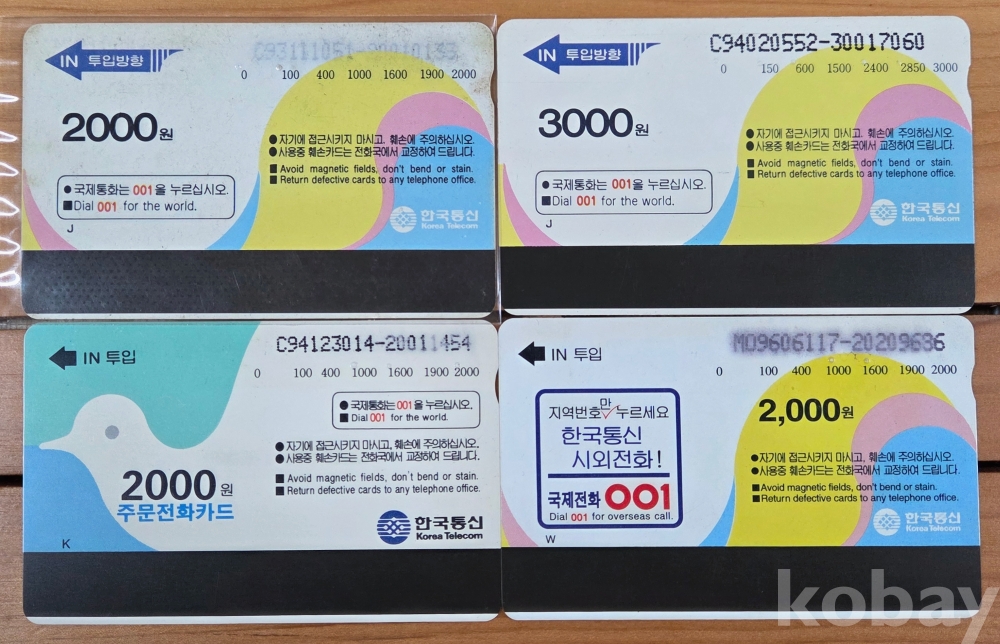 IN 투입방향
0 100 400 1000 1600 1900 2000
2000원
●자기에 접근시키지 마시고, 훼손에 주의하십시오.
●사용중 훼손카드는 전화국에서 교정하여 드립니다.
■Avoid magnetic fields, don't bend or stain.
■Return defective cards to any telephone office.
●국제통화는 001을 누르십시오.
■Dial 001 for the world.
J
한국통신
Korea Telecom
IN 투입방향
C94020552-30017060
0 150 600 1500 2400 2850 3000
3000원
●자기에 접근시키지 마시고, 훼손에 주의하십시오.
●사용중 훼손카드는 전화국에서 교정하여 드립니다.
■Avoid magnetic fields, don't bend or stain.
■Return defective cards to any telephone office.
●국제통화는 001을 누르십시오.
■Dial 001 for the world.
J
한국통신
Korea Telecom
IN 투입
C94123014-20011454
0 100 400 1000 1600 1900 2000
●국제통화는 001을 누르십시오.
■Dial 001 for the world.
●자기에 접근시키지 마시고, 훼손에 주의하십시오.
●사용중 훼손카드는 전화국에서 교정하여 드립니다.
■Avoid magnetic fields, don't bend or stain.
■Return defective cards to any telephone office.
2000원
주문전화카드
K
한국통신
Korea Telecom
IN 투입
M09606117-20209636
0 100 400 1000 1600 1900 2000
지역번호만 누르세요
한국통신
시외전화!
국제전화 001
Dial 001 for overseas call.
2,000원
●자기에 접근시키지 마시고, 훼손에 주의하십시오.
●사용중 훼손카드는 전화국에서 교정하여 드립니다.
■Avoid magnetic fields, don't bend or stain.
■Return defective cards to any telephone office.
W
한국통신
Korea Telecom
kobay